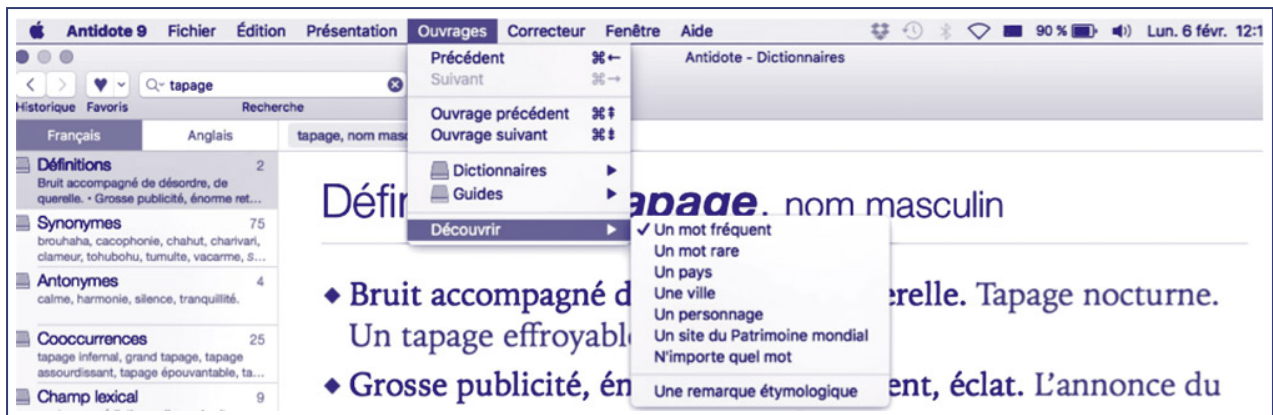 Antidote 9 Fichier Édition Présentation Ouvrages Correcteur Fenêtre Aide 90 % Lun. 6 févr. 12:1
Antidote - Dictionnaires
tapage
Historique Favoris Recherche
Français Anglais
tapage, nom masc
Définitions 2
Bruit accompagné de désordre, de
querelle. • Grosse publicité, énorme ret...
Synonymes 75
brouhaha, cacophonie, chahut, charivari,
clameur, tohubohu, tumulte, vacarme, s...
Antonymes 4
calme, harmonie, silence, tranquillité.
Cooccurrences 25
tapage infernal, grand tapage, tapage
assourdissant, tapage épouvantable, ta...
Champ lexical 9
Précédent ⌘←
Suivant ⌘→
Ouvrage précédent ⌘⇞
Ouvrage suivant ⌘⇟
Dictionnaires ▶
Guides ▶
Découvrir ▶
✓ Un mot fréquent
Un mot rare
Un pays
Une ville
Un personnage
Un site du Patrimoine mondial
N'importe quel mot
Une remarque étymologique
Défin tapage, nom masculin
◆ Bruit accompagné d erelle. Tapage nocturne.
Un tapage effroyabl
◆ Grosse publicité, én ent, éclat. L'annonce du